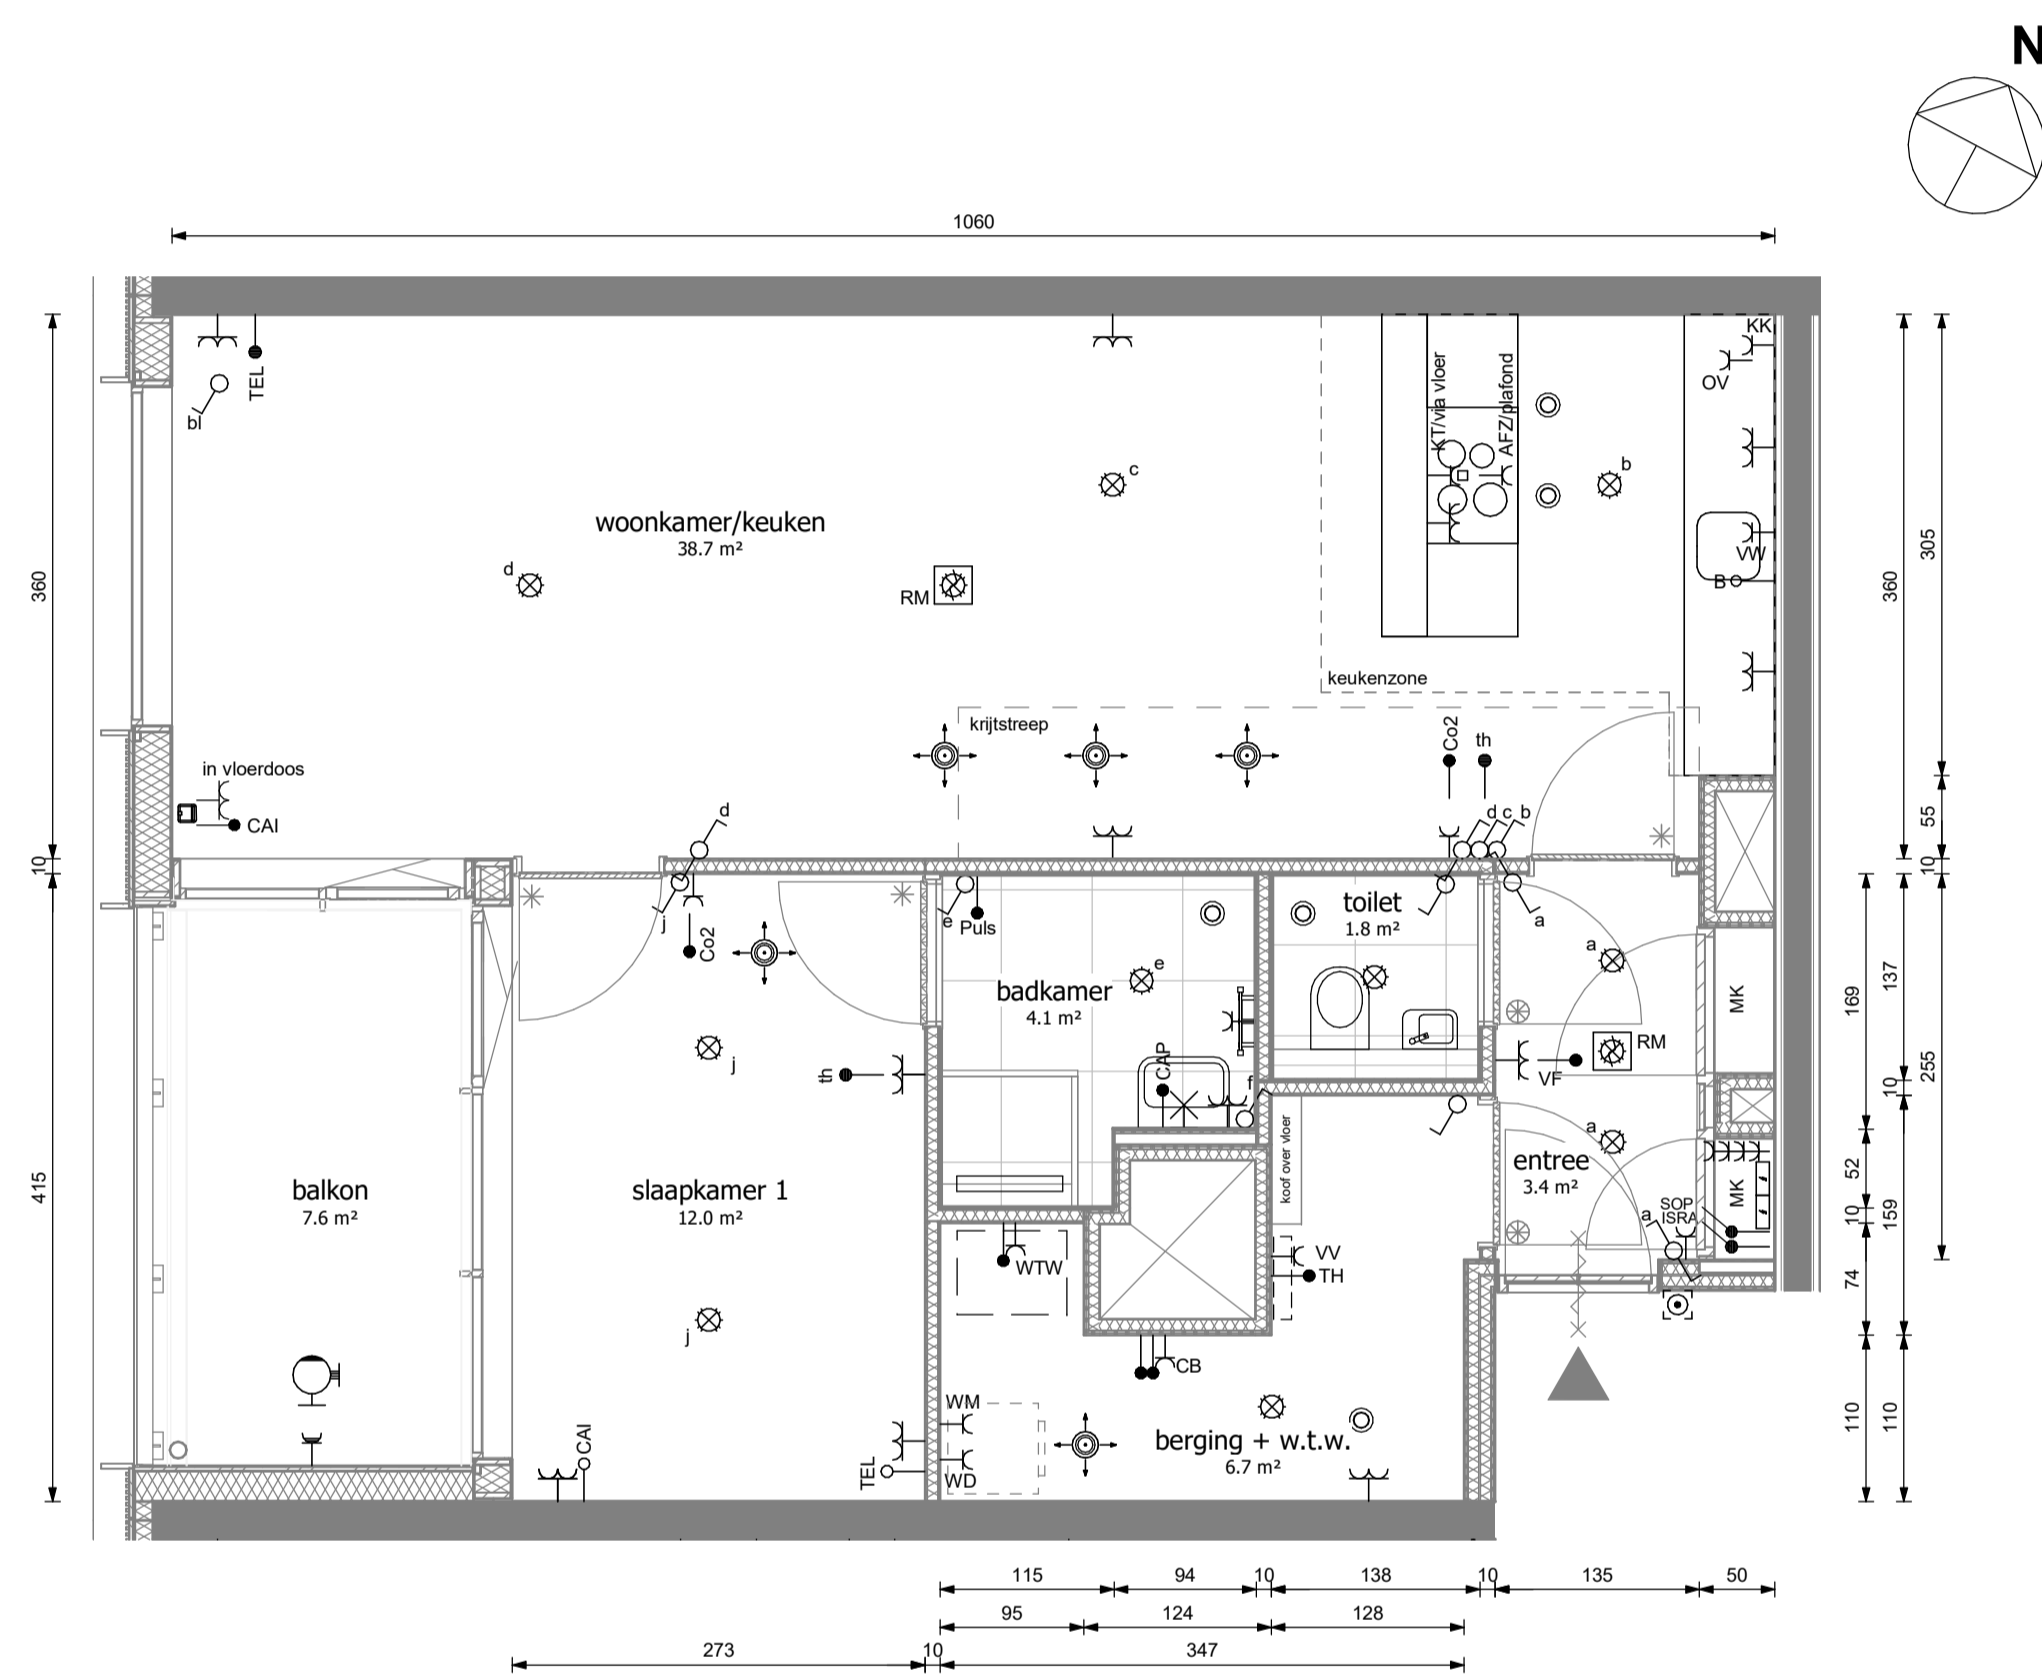 N
1060
KK
OV
TEL
bl
KT/via vloer
AFZ/plafond
c
b
woonkamer/keuken
38.7 m²
d
RM
VW
B
360
360
305
keukenzone
krijtstreep
Co2
th
in vloerdoos
CAI
d
d
c
b
55
10
10
j
Co2
e
Puls
toilet
1.8 m²
a
a
e
badkamer
4.1 m²
MK
137
169
RM
VF
j
th
CAP
f
255
10
koof over vloer
a
entree
3.4 m²
MK
52
SOP
ISRA
a
415
balkon
7.6 m²
slaapkamer 1
12.0 m²
10
159
WTW
VV
TH
74
j
CB
WM
WD
berging + w.t.w.
6.7 m²
CAI
TEL
110
110
115
94
10
138
10
135
50
95
124
128
273
10
347